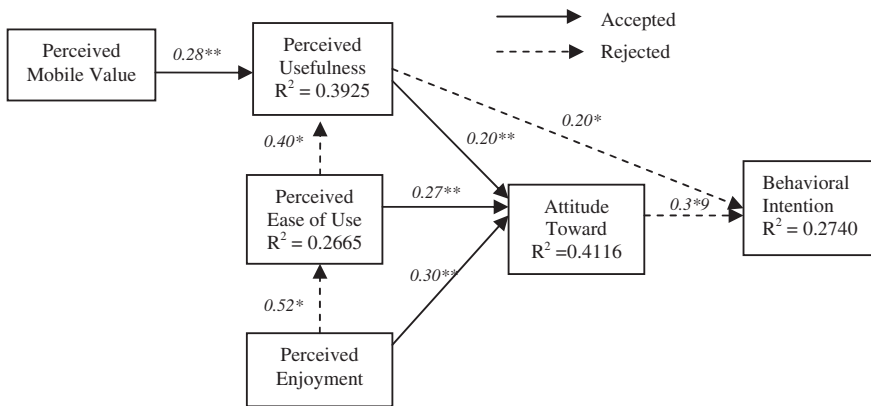 Accepted
Rejected
Perceived
Mobile Value
0.28**
Perceived
Usefulness
R² = 0.3925
0.20*
0.40*
0.20**
Perceived
Ease of Use
R² = 0.2665
0.27**
Attitude
Toward
R² =0.4116
0.3*9
Behavioral
Intention
R² = 0.2740
0.52*
0.30**
Perceived
Enjoyment